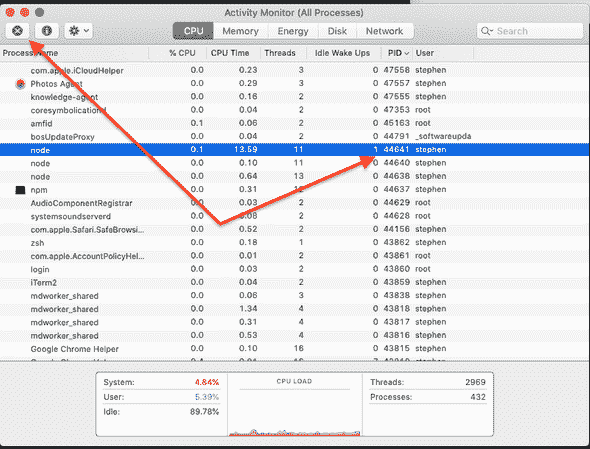 Activity Monitor (All Processes)
CPU Memory Energy Disk Network Search
Process Name % CPU CPU Time Threads Idle Wake Ups PID User
com.apple.iCloudHelper 0.0 0.23 3 0 47558 stephen
Photos Agent 0.0 0.29 3 0 47557 stephen
knowledge-agent 0.0 0.16 2 0 47555 stephen
coresymbolicationd 0.0 0.04 2 0 47353 root
amfid 0.1 0.06 2 0 45163 root
bosUpdateProxy 0.0 0.04 2 0 44791 _softwareupda
node 0.1 13.59 11 1 44641 stephen
node 0.0 0.10 11 0 44640 stephen
node 0.0 0.64 13 0 44638 stephen
npm 0.0 0.31 0 44637 stephen
AudioComponentRegistrar 0.0 0.03 2 0 44629 root
systemsoundserverd 0.0 0.08 2 0 44628 root
com.apple.Safari.SafeBrowsi... 0.0 0.52 2 0 44156 stephen
zsh 0.0 0.18 1 0 43862 stephen
com.apple.AccountPolicyHel... 0.0 0.01 2 0 43861 root
login 0.0 0.03 2 0 43860 root
iTerm2 0.0 0.04 2 0 43859 stephen
mdworker_shared 0.0 0.06 3 0 43838 stephen
mdworker_shared 0.0 1.34 4 0 43818 stephen
mdworker_shared 0.0 0.31 4 0 43817 stephen
mdworker_shared 0.0 0.53 4 0 43816 stephen
Google Chrome Helper 0.0 0.10 16 0 43815 stephen
System: 4.84% CPU LOAD Threads: 2969
User: 5.39% Processes: 432
Idle: 89.78%